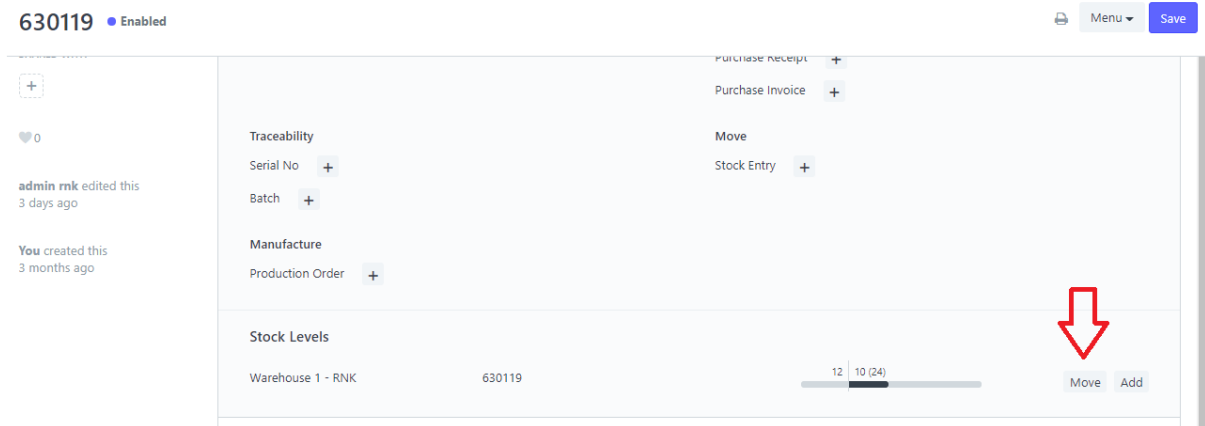 630119 Enabled
Menu Save
Purchase Receipt +
+
Purchase Invoice +
0
Traceability Move
Serial No + Stock Entry +
admin rnk edited this
3 days ago
Batch +
You created this
3 months ago
Manufacture
Production Order +
Stock Levels
Warehouse 1 - RNK 630119 12 10 (24) Move Add